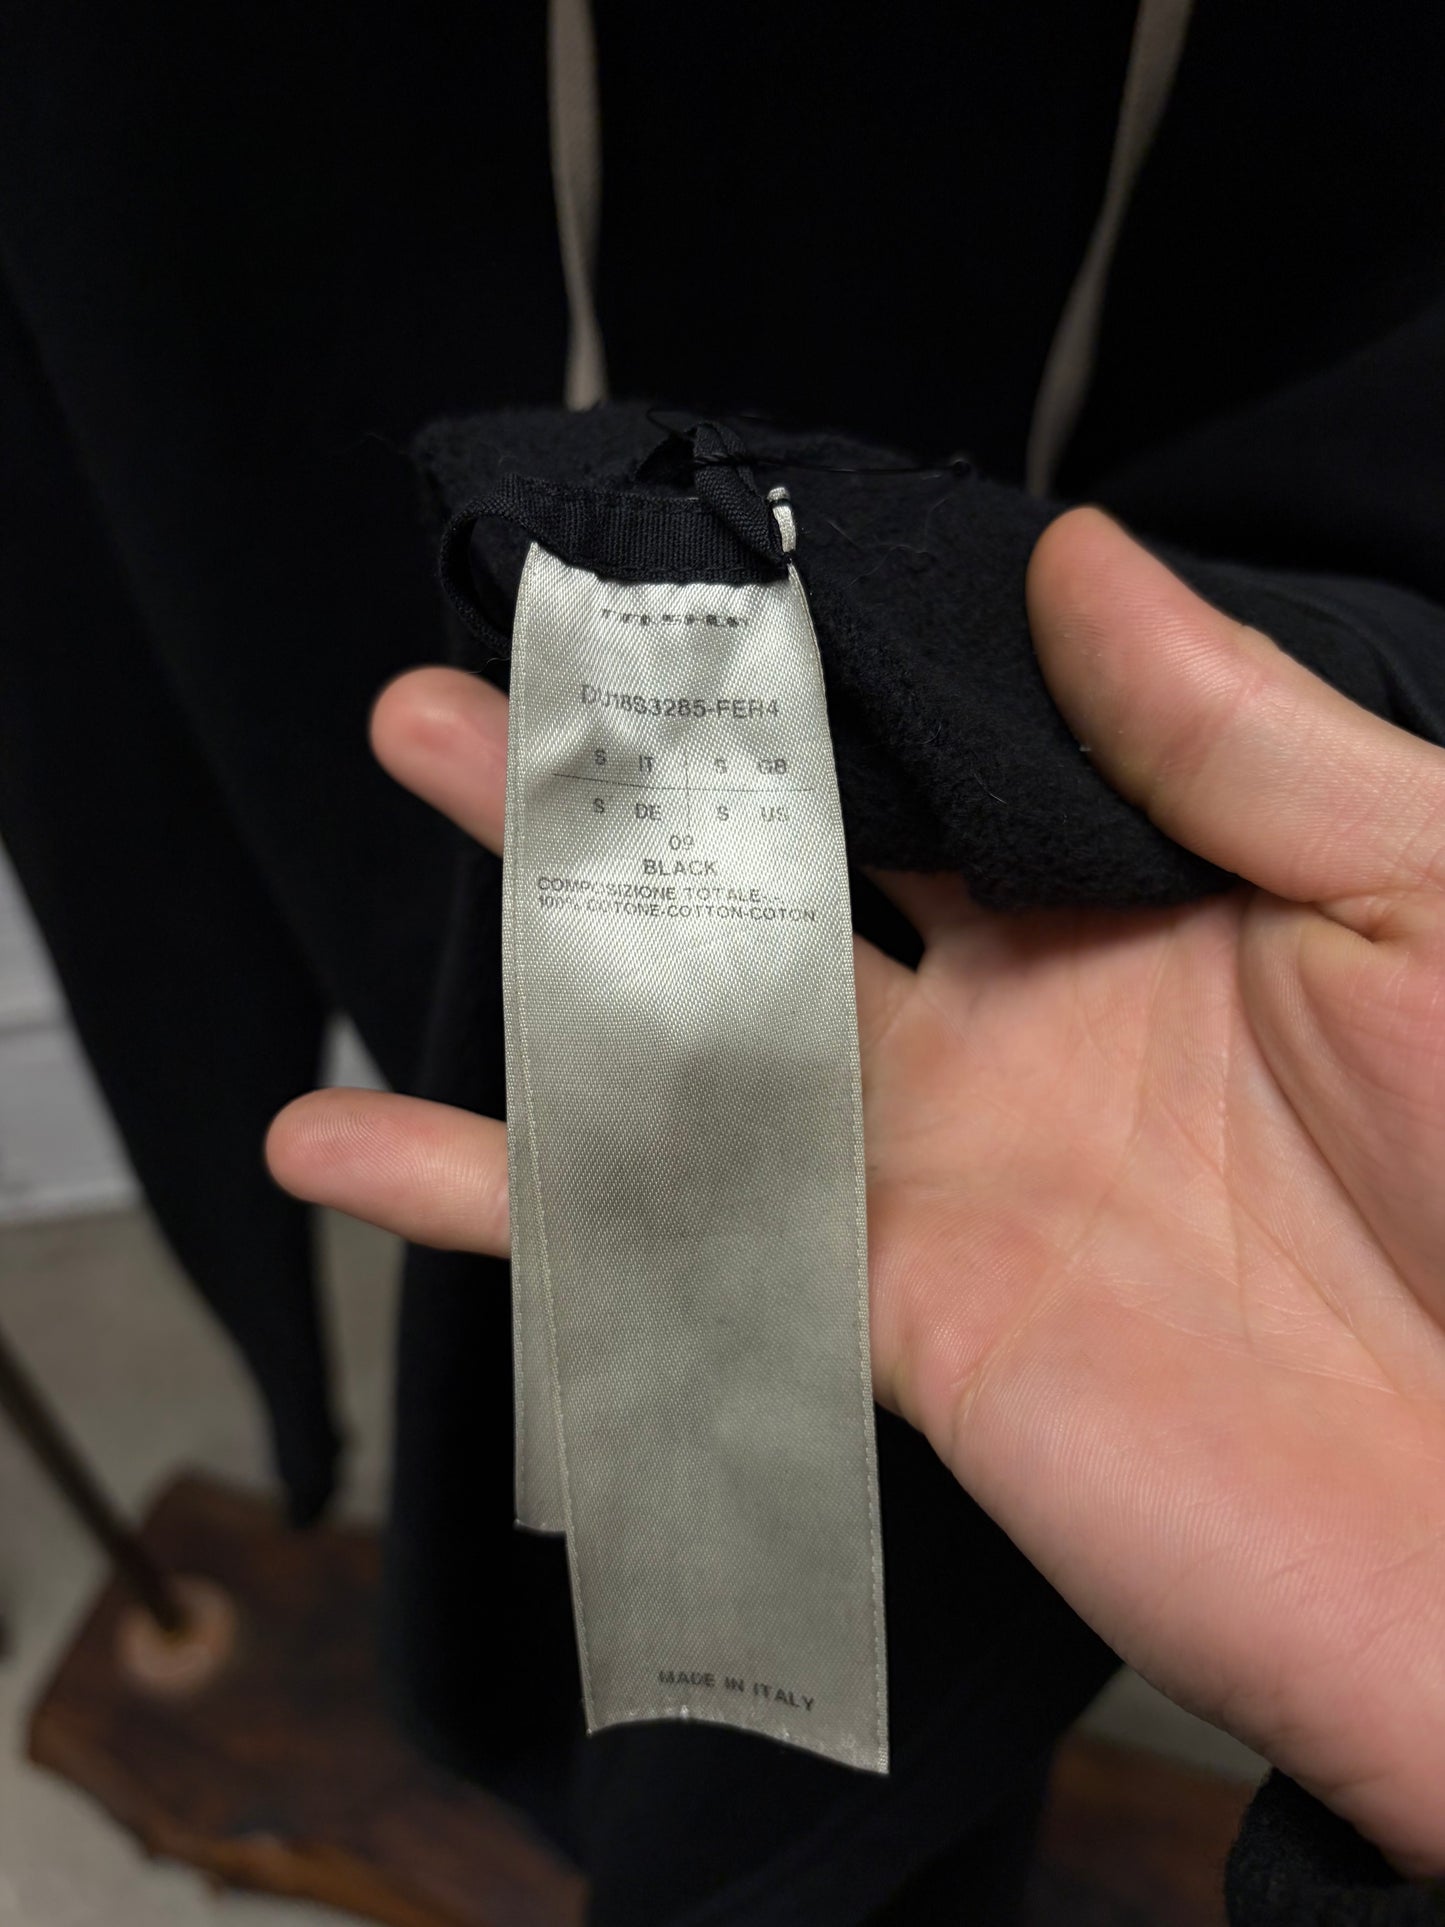 DU18S3285-FER4
S IT S GB
S DE S US
09
BLACK
COMPOSIZIONE TOTALE
100% COTONE-COTTON-COTON
MADE IN ITALY